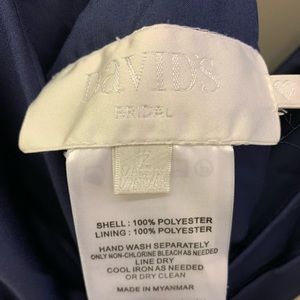 DAVID'S
BRIDAL
2
SHELL : 100% POLYESTER
LINING : 100% POLYESTER
HAND WASH SEPARATELY
ONLY NON-CHLORINE BLEACH AS NEEDED
LINE DRY
COOL IRON AS NEEDED
OR DRY CLEAN
MADE IN MYANMAR